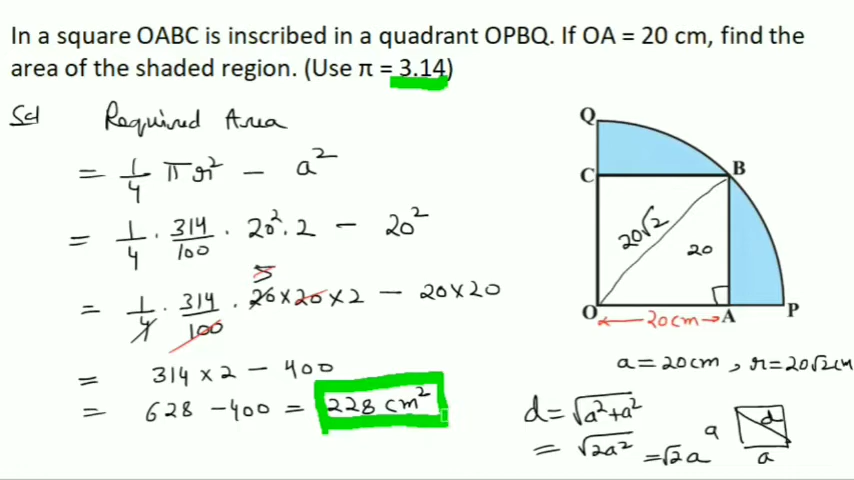 In a square OABC is inscribed in a quadrant OPBQ. If OA = 20 cm, find the
area of the shaded region. (Use π = 3.14)
Sol Required Area
= 1/4 πr² - a²
= 1/4 · 314/100 · 20² · 2 - 20²
5
= 1/4 · 314/100 · 20×20×2 - 20×20
= 314 × 2 - 400
= 628 - 400 = 228 cm²
Q
C
B
20√2
20
O
20cm
A
P
a = 20cm, r = 20√2cm
d = √a²+a²
= √2a² = √2a
a
d
a